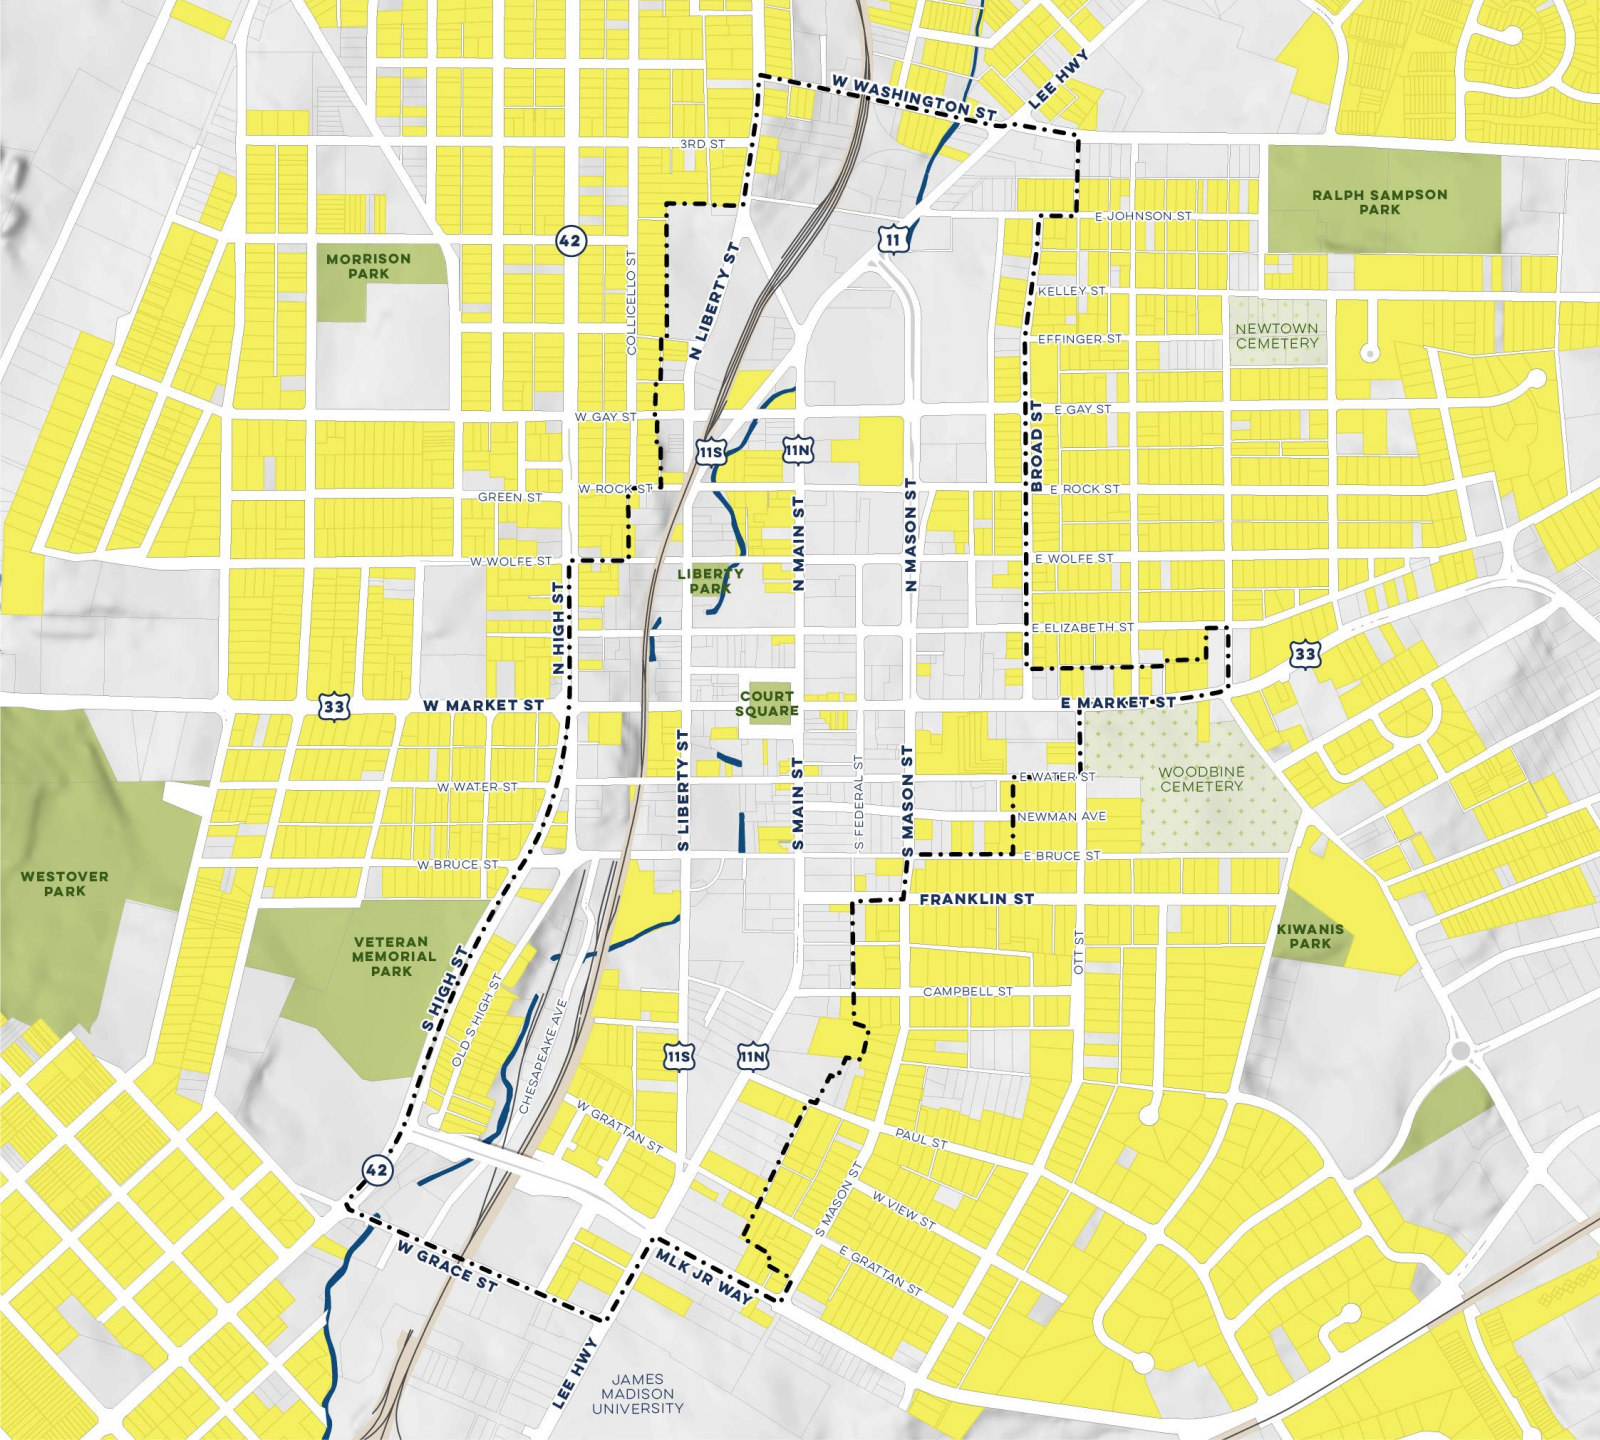 W WASHINGTON ST
LEE HWY
3RD ST
RALPH SAMPSON
PARK
E JOHNSON ST
42
11
MORRISON
PARK
COLLICELLO ST
N LIBERTY ST
KELLEY ST
NEWTOWN
CEMETERY
EFFINGER ST
W GAY ST
E GAY ST
BROAD ST
11S
11N
GREEN ST
W ROCK ST
E ROCK ST
N MAIN ST
N MASON ST
W WOLFE ST
E WOLFE ST
LIBERTY
PARK
N HIGH ST
E ELIZABETH ST
33
33
W MARKET ST
COURT
SQUARE
E MARKET ST
S LIBERTY ST
S MAIN ST
S FEDERAL ST
S MASON ST
W WATER ST
E WATER ST
WOODBINE
CEMETERY
NEWMAN AVE
W BRUCE ST
E BRUCE ST
WESTOVER
PARK
FRANKLIN ST
VETERAN
MEMORIAL
PARK
KIWANIS
PARK
OTT ST
S HIGH ST
OLD S HIGH ST
CHESAPEAKE AVE
CAMPBELL ST
11S
11N
W GRATTAN ST
PAUL ST
42
S MASON ST
W VIEW ST
W GRACE ST
MLK JR WAY
E GRATTAN ST
LEE HWY
JAMES
MADISON
UNIVERSITY